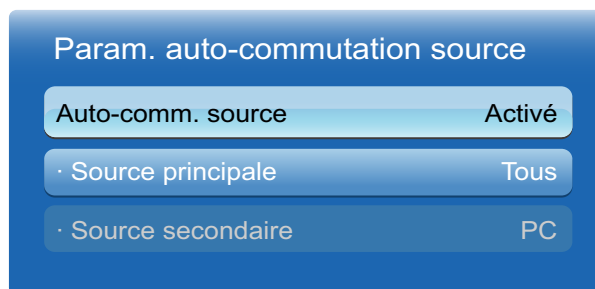 Param. auto-commutation source
Auto-comm. source Activé
· Source principale Tous
· Source secondaire PC